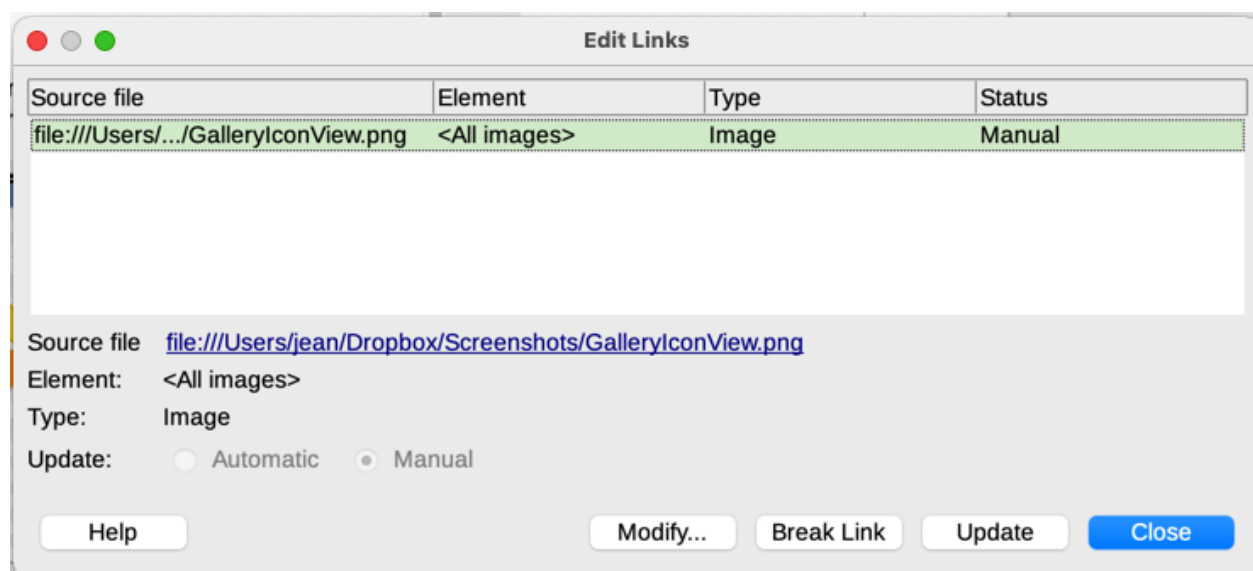 Edit Links
Source file Element Type Status
file:///Users/.../GalleryIconView.png <All images> Image Manual
Source file file:///Users/jean/Dropbox/Screenshots/GalleryIconView.png
Element: <All images>
Type: Image
Update: Automatic Manual
Help Modify... Break Link Update Close